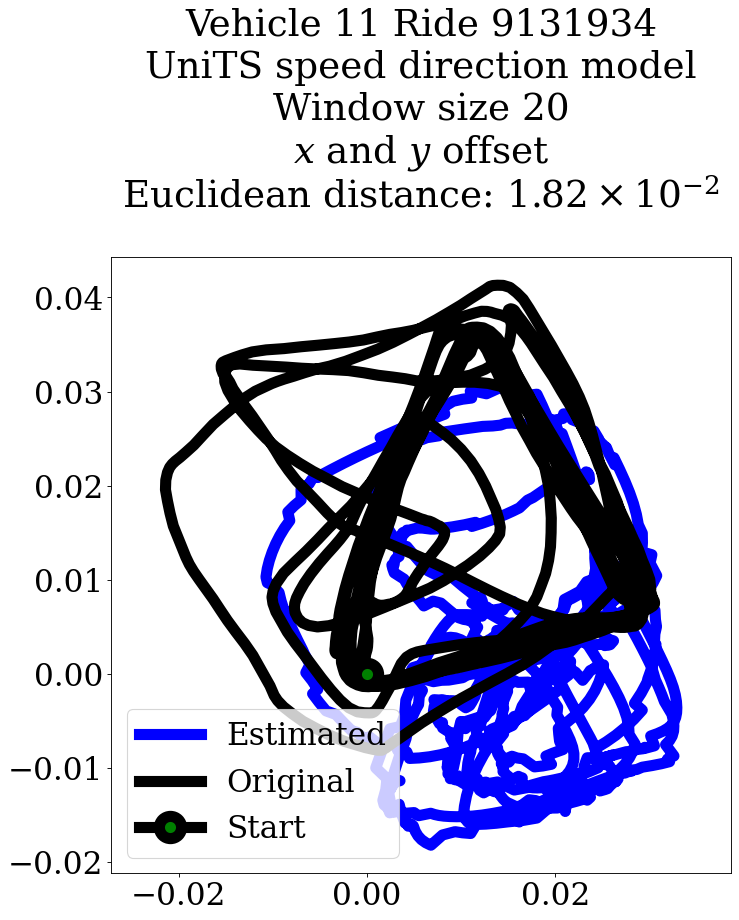 Vehicle 11 Ride 9131934
UniTS speed direction model
Window size 20
x and y offset
Euclidean distance: 1.82 × 10⁻²
0.04
0.03
0.02
0.01
0.00
−0.01
−0.02
Estimated
Original
Start
−0.02 0.00 0.02